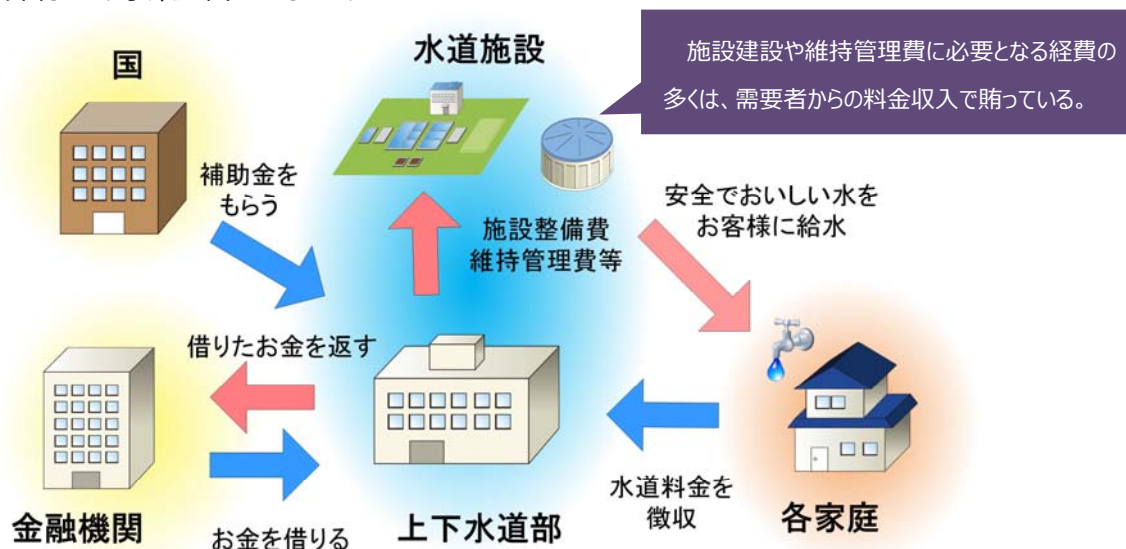 国
水道施設
施設建設や維持管理費に必要となる経費の
多くは、需要者からの料金収入で賄っている。
補助金を
もらう
施設整備費
維持管理費等
安全でおいしい水を
お客様に給水
借りたお金を返す
水道料金を
徴収
金融機関
お金を借りる
上下水道部
各家庭